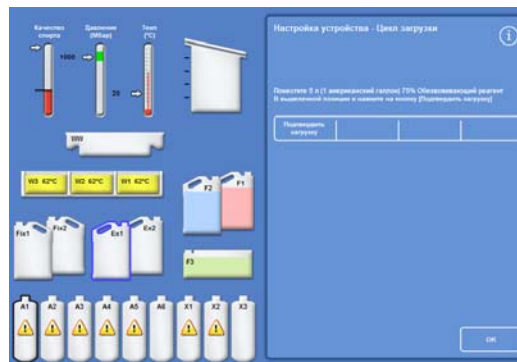 Качество спирта
Давление (МБар)
Темп (°C)
1000
20
WW
W3 62°C
W2 62°C
W1 62°C
F2
F1
Fix1
Fix2
Ex1
Ex2
F3
A1
A2
A3
A4
A5
A6
X1
X2
X3
Настройка устройства - Цикл загрузки
i
Поместите 5 л (1 американский галлон) 75% Обезвоживающий реагент
В выделенной позиции и нажмите на кнопку [Подтвердить загрузку]
Подтвердить
загрузку
OK